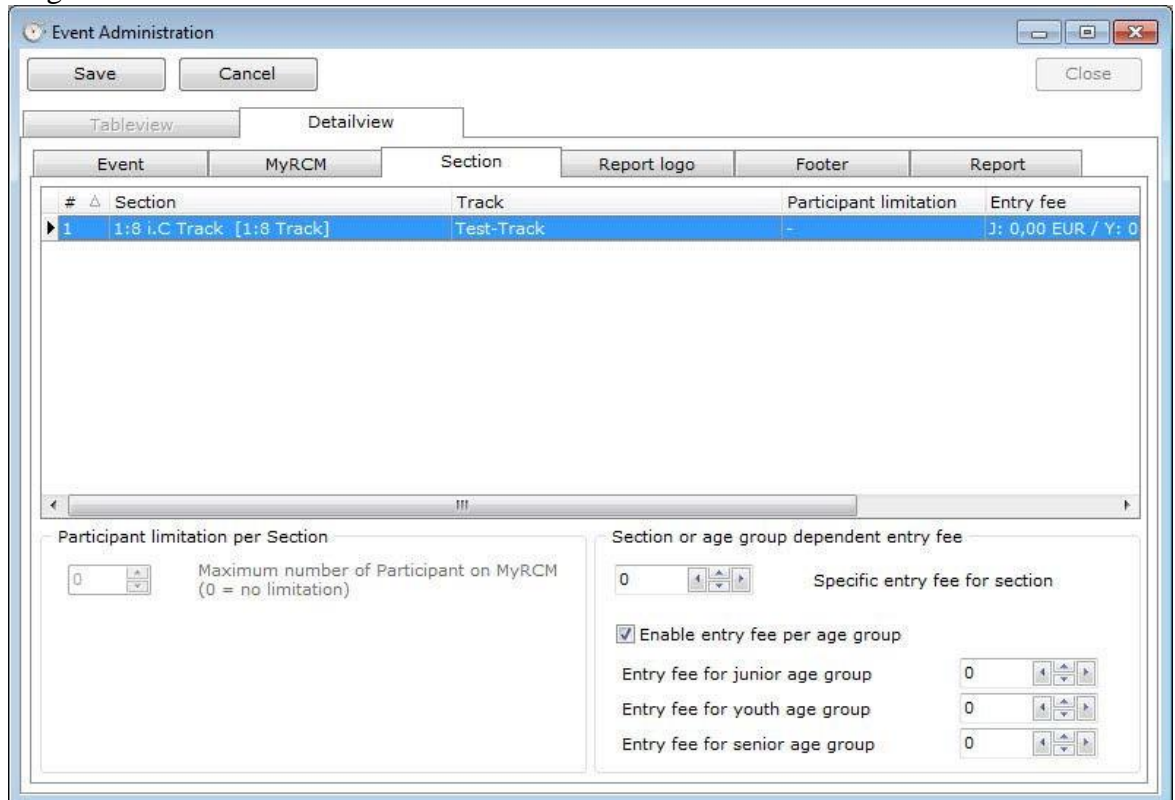 Event Administration
Save Cancel Close
Tableview Detailview
Event MyRCM Section Report logo Footer Report
# Section Track Participant limitation Entry fee
1 1:8 i.C Track [1:8 Track] Test-Track - J: 0,00 EUR / Y: 0
Participant limitation per Section
0 Maximum number of Participant on MyRCM
(0 = no limitation)
Section or age group dependent entry fee
0 Specific entry fee for section
Enable entry fee per age group
Entry fee for junior age group 0
Entry fee for youth age group 0
Entry fee for senior age group 0